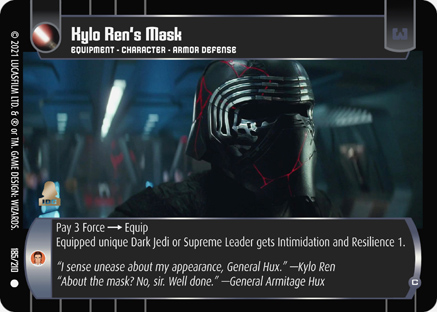 Kylo Ren's Mask
EQUIPMENT - CHARACTER - ARMOR DEFENSE
© 2021 LUCASFILM LTD. & ® or TM. GAME DESIGN: WIZARDS.
185/210
Pay 3 Force → Equip
Equipped unique Dark Jedi or Supreme Leader gets Intimidation and Resilience 1.
“I sense unease about my appearance, General Hux.” —Kylo Ren
“About the mask? No, sir. Well done.” —General Armitage Hux
C